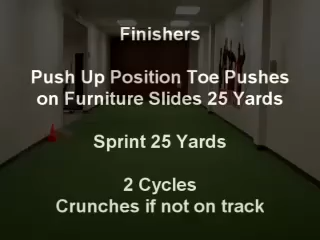 Finishers
Push Up Position Toe Pushes
on Furniture Slides 25 Yards
Sprint 25 Yards
2 Cycles
Crunches if not on track